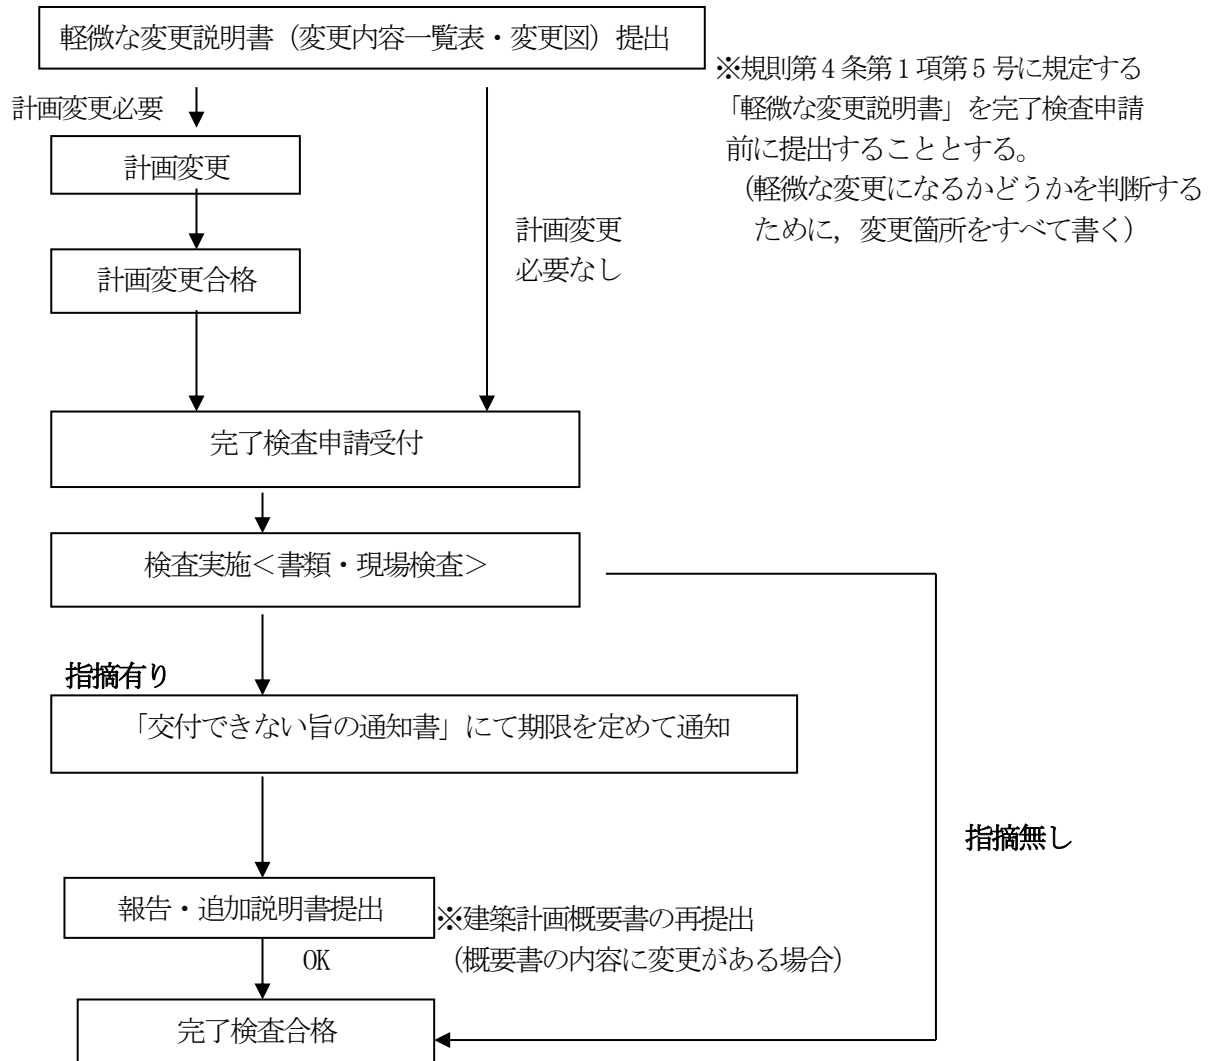 軽微な変更説明書（変更内容一覧表・変更図）提出
※規則第４条第１項第５号に規定する
「軽微な変更説明書」を完了検査申請
前に提出することとする。
（軽微な変更になるかどうかを判断する
ために，変更箇所をすべて書く）
計画変更必要
計画変更
計画変更合格
計画変更
必要なし
完了検査申請受付
検査実施＜書類・現場検査＞
指摘有り
「交付できない旨の通知書」にて期限を定めて通知
指摘無し
報告・追加説明書提出
※建築計画概要書の再提出
（概要書の内容に変更がある場合）
OK
完了検査合格